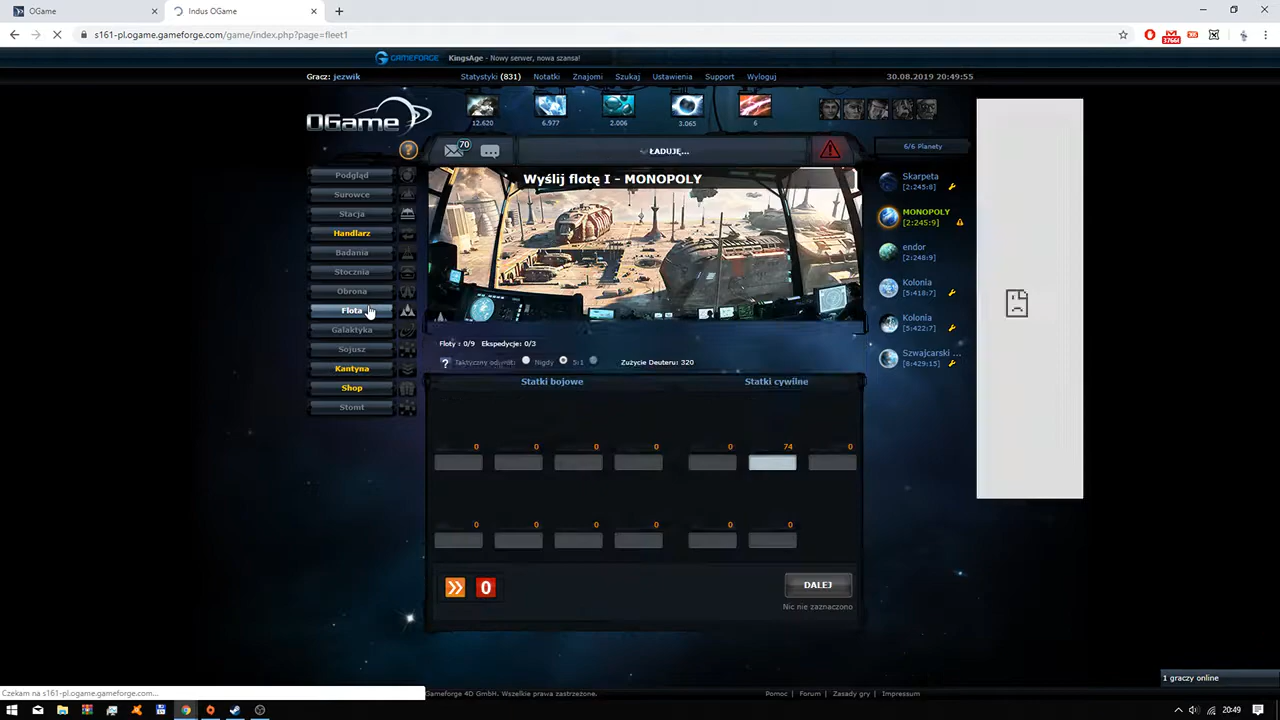 OGame
Indus OGame
s161-pl.ogame.gameforge.com/game/index.php?page=fleet1
37661
GAMEFORGE KingsAge - Nowy serwer, nowa szansa!
Gracz: jezwik
Statystyki (831) Notatki Znajomi Szukaj Ustawienia Support Wyloguj
30.08.2019 20:49:55
OGame
12.620 6.977 2.006 3.065 6
70
ŁADUJĘ...
6/6 Planety
Wyślij flotę I - MONOPOLY
Podgląd
Surowce
Stacja
Handlarz
Badania
Stocznia
Obrona
Flota
Galaktyka
Sojusz
Kantyna
Shop
Stomt
Skarpeta
[2:245:8]
MONOPOLY
[2:245:9]
endor
[2:248:9]
Kolonia
[5:418:7]
Kolonia
[5:422:7]
Szwajcarski ...
[8:429:15]
Floty : 0/9 Ekspedycje: 0/3
? Taktyczny odwrót: Nigdy 5:1 Zużycie Deuteru: 320
Statki bojowe Statki cywilne
0 0 0 0 0 74 0
0 0 0 0 0 0
0
DALEJ
Nic nie zaznaczono
1 graczy online
Czekam na s161-pl.ogame.gameforge.com...
Gameforge 4D GmbH. Wszelkie prawa zastrzeżone.
Pomoc | Forum | Zasady gry | Impressum
20:49